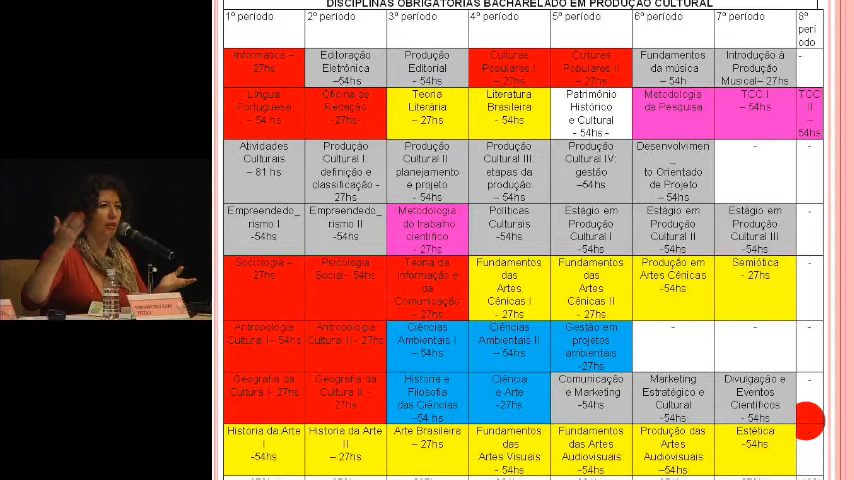 DISCIPLINAS OBRIGATÓRIAS BACHARELADO EM PRODUÇÃO CULTURAL
1º período 2º período 3º período 4º período 5º período 6º período 7º período 8º
perí
odo
Informática – 27hs
Editoração Eletrônica –54hs
Produção Editorial - 54hs
Culturas Populares I – 27hs
Culturas Populares II – 27hs
Fundamentos da música – 54h
Introdução à Produção Musical– 27hs
-
Língua Portuguesa – 54 hs
Oficina de Redação -27hs-
Teoria Literária – 27hs
Literatura Brasileira - 54hs
Patrimônio Histórico e Cultural - 54hs -
Metodologia da Pesquisa
TCC I – 54hs
TCC II – 54hs
Atividades Culturais – 81 hs
Produção Cultural I: definição e classificação - 27hs
Produção Cultural II: planejamento e projeto - 54hs
Produção Cultural III: etapas da produção – 54hs
Produção Cultural IV: gestão –54hs
Desenvolvimen_ to Orientado de Projeto – 54hs
-
-
Empreendedo_ rismo I -54hs
Empreendedo_ rismo II -54hs
Metodologia do trabalho científico - 27hs
Políticas Culturais -54hs
Estágio em Produção Cultural I -54hs
Estágio em Produção Cultural II -54hs
Estágio em Produção Cultural III -54hs
-
Sociologia – 27hs
Psicologia Social– 54hs
Teoria da informação e da Comunicação – 27hs
Fundamentos das Artes Cênicas I - 27hs
Fundamentos das Artes Cênicas II - 27hs
Produção em Artes Cênicas -54hs
Semiótica - 27hs
-
Antropologia Cultural I – 54hs
Antropologia Cultural II - 27hs
Ciências Ambientais I – 54hs
Ciências Ambientais II – 54hs
Gestão em projetos ambientais -27hs
-
-
-
Geografia da Cultura I- 27hs
Geografia da Cultura II - 27hs
História e Filosofia das Ciências –54 hs
Ciência e Arte -27hs
Comunicação e Marketing -54hs
Marketing Estratégico e Cultural -54hs
Divulgação e Eventos Científicos - 54hs
-
História da Arte I -54hs
História da Arte II – 27hs
Arte Brasileira – 27hs
Fundamentos das Artes Visuais - 54hs
Fundamentos das Artes Audiovisuais -54hs
Produção das Artes Audiovisuais –54hs
Estética -54hs
-